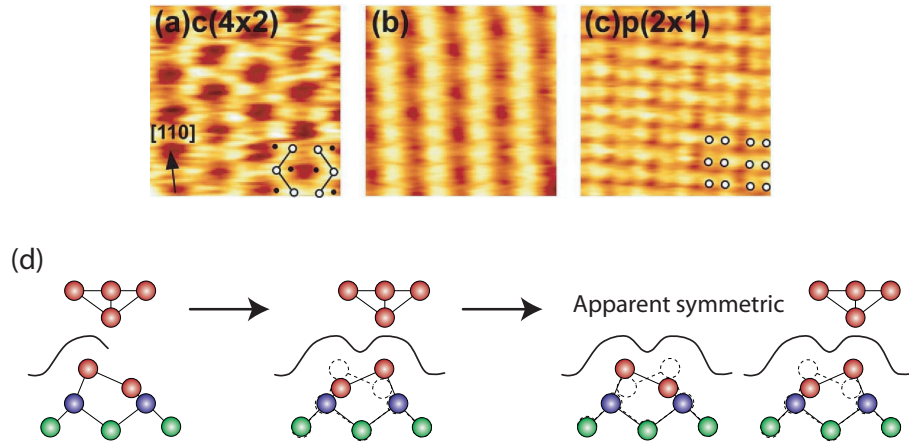 (a)c(4x2)
(b)
(c)p(2x1)
[110]
(d)
Apparent symmetric